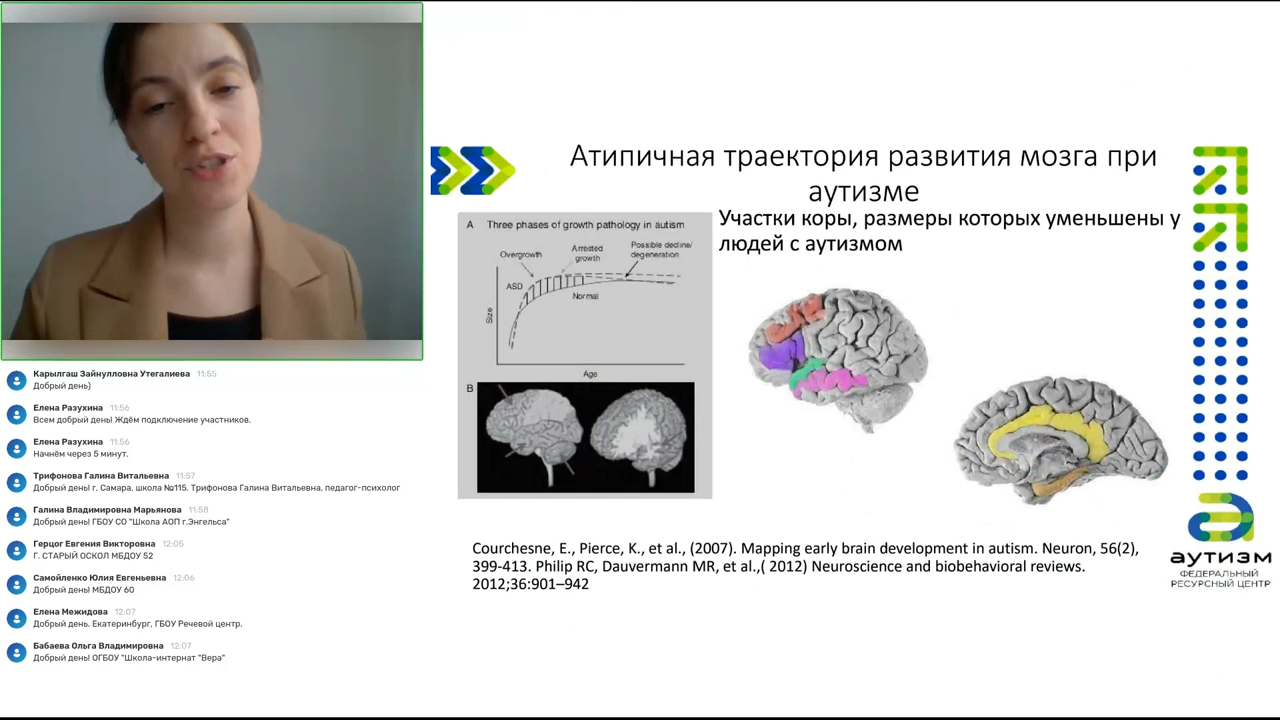 Атипичная траектория развития мозга при
аутизме
Участки коры, размеры которых уменьшены у
людей с аутизмом
A Three phases of growth pathology in autism
Overgrowth
Arrested
growth
Possible decline/
degeneration
ASD
Normal
Size
Age
B
Courchesne, E., Pierce, K., et al., (2007). Mapping early brain development in autism. Neuron, 56(2),
399-413. Philip RC, Dauvermann MR, et al.,( 2012) Neuroscience and biobehavioral reviews.
2012;36:901–942
аутизм
ФЕДЕРАЛЬНЫЙ
РЕСУРСНЫЙ ЦЕНТР
Карылгаш Зайнулловна Утегалиева 11:55
Добрый день)
Елена Разухина 11:56
Всем добрый день! Ждём подключение участников.
Елена Разухина 11:56
Начнём через 5 минут.
Трифонова Галина Витальевна 11:57
Добрый день! г. Самара, школа №115. Трифонова Галина Витальевна, педагог-психолог
Галина Владимировна Марьянова 11:58
Добрый день! ГБОУ СО "Школа АОП г.Энгельса"
Герцог Евгения Викторовна 12:05
Г. СТАРЫЙ ОСКОЛ МБДОУ 52
Самойленко Юлия Евгеньевна 12:06
Добрый день! МБДОУ 60
Елена Межидова 12:07
Добрый день. Екатеринбург, ГБОУ Речевой центр.
Бабаева Ольга Владимировна 12:07
Добрый день! ОГБОУ "Школа-интернат "Вера"